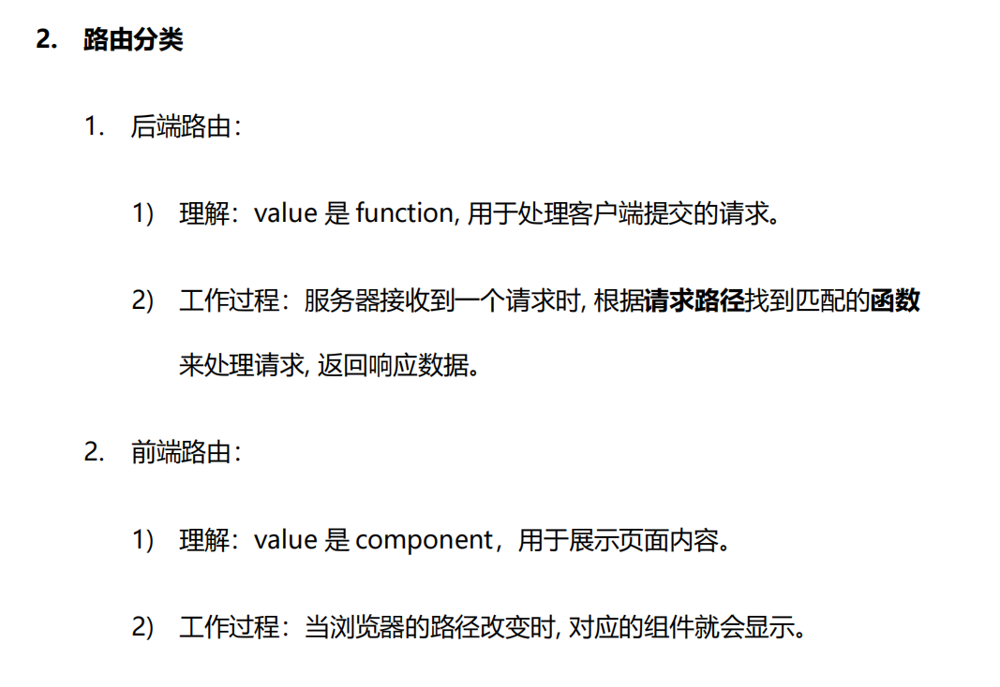 2. 路由分类
1. 后端路由：
1) 理解：value 是 function, 用于处理客户端提交的请求。
2) 工作过程：服务器接收到一个请求时, 根据请求路径找到匹配的函数
来处理请求, 返回响应数据。
2. 前端路由：
1) 理解：value 是 component，用于展示页面内容。
2) 工作过程：当浏览器的路径改变时, 对应的组件就会显示。